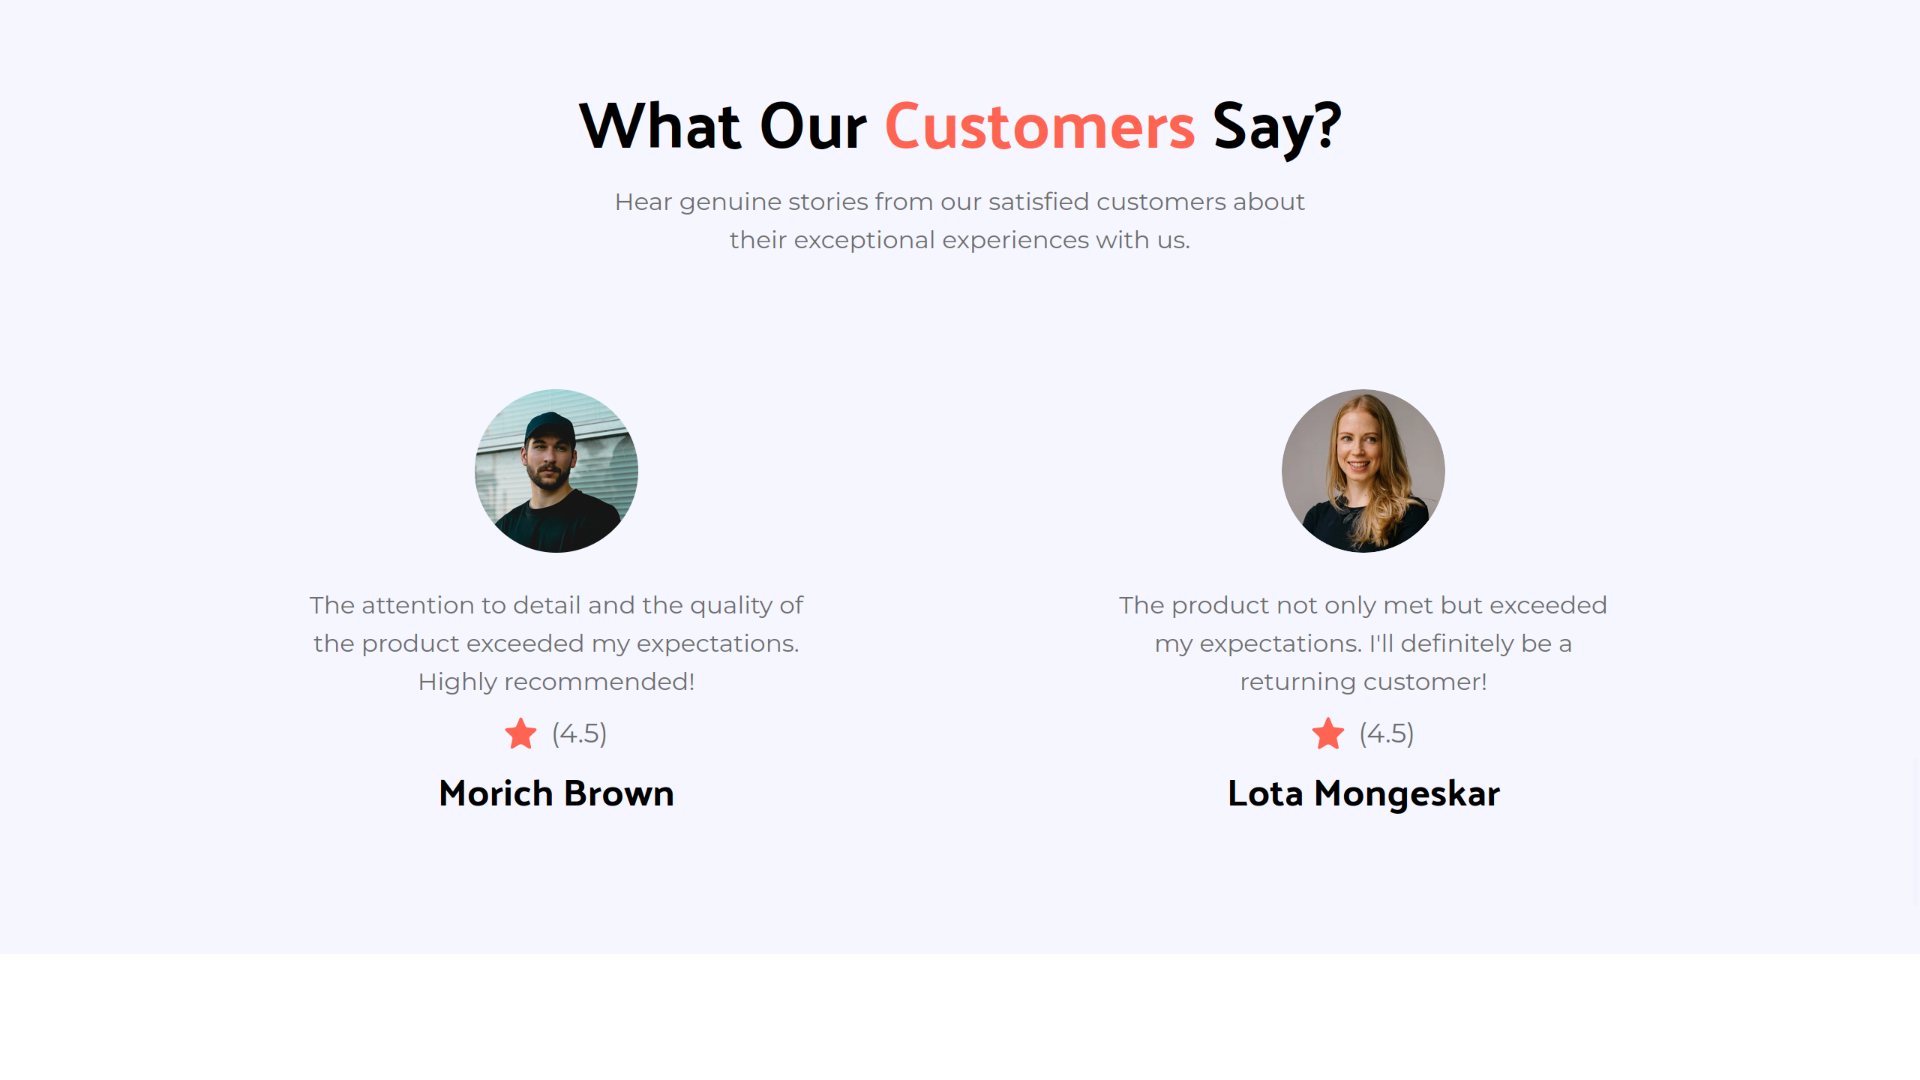 What Our Customers Say?
Hear genuine stories from our satisfied customers about
their exceptional experiences with us.
The attention to detail and the quality of
the product exceeded my expectations.
Highly recommended!
(4.5)
Morich Brown
The product not only met but exceeded
my expectations. I'll definitely be a
returning customer!
(4.5)
Lota Mongeskar